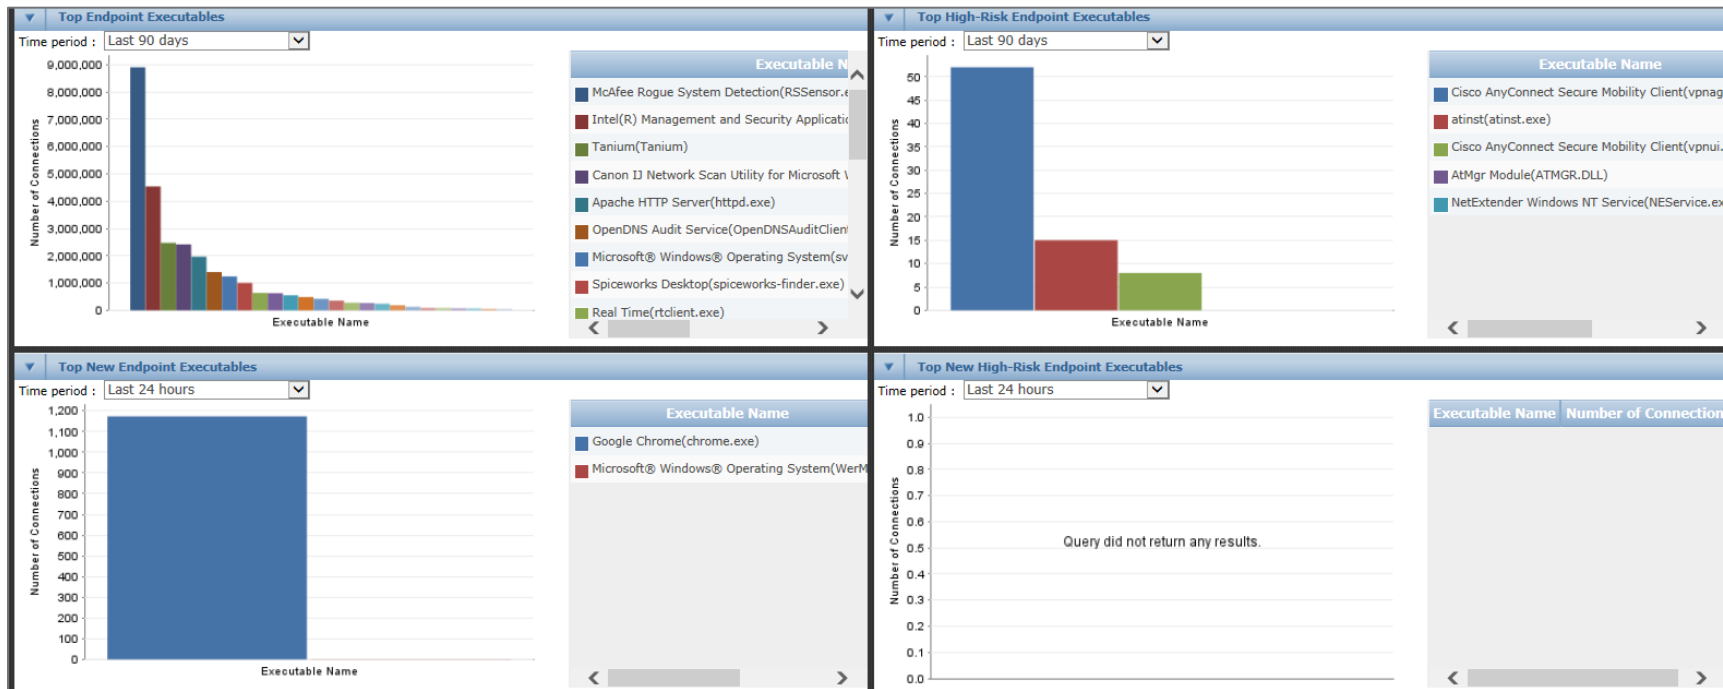 Top Endpoint Executables
Time period : Last 90 days
9,000,000
8,000,000
7,000,000
6,000,000
5,000,000
4,000,000
3,000,000
2,000,000
1,000,000
0
Number of Connections
Executable Name
Executable N
McAfee Rogue System Detection(RSSensor.e
Intel(R) Management and Security Applicatio
Tanium(Tanium)
Canon IJ Network Scan Utility for Microsoft W
Apache HTTP Server(httpd.exe)
OpenDNS Audit Service(OpenDNSAuditClient
Microsoft® Windows® Operating System(sv
Spiceworks Desktop(spiceworks-finder.exe)
Real Time(rtclient.exe)
Top High-Risk Endpoint Executables
Time period : Last 90 days
50
45
40
35
30
25
20
15
10
5
0
Number of Connections
Executable Name
Executable Name
Cisco AnyConnect Secure Mobility Client(vpnag
atinst(atinst.exe)
Cisco AnyConnect Secure Mobility Client(vpnui.
AtMgr Module(ATMGR.DLL)
NetExtender Windows NT Service(NEService.ex
Top New Endpoint Executables
Time period : Last 24 hours
1,200
1,100
1,000
900
800
700
600
500
400
300
200
100
0
Number of Connections
Executable Name
Executable Name
Google Chrome(chrome.exe)
Microsoft® Windows® Operating System(WerM
Top New High-Risk Endpoint Executables
Time period : Last 24 hours
1.0
0.9
0.8
0.7
0.6
0.5
0.4
0.3
0.2
0.1
0.0
Number of Connections
Query did not return any results.
Executable Name Number of Connection